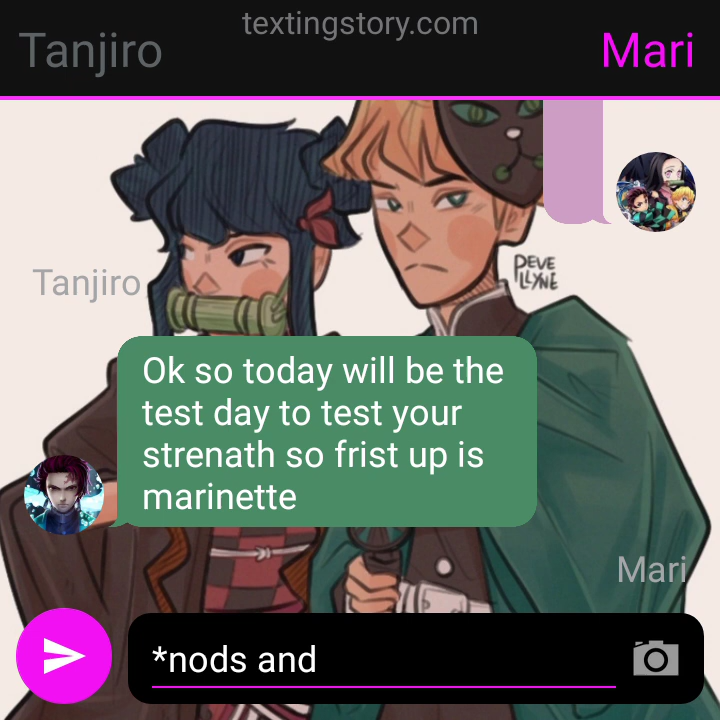 textingstory.com
Tanjiro
Mari
PEVE
LLYNE
Tanjiro
Ok so today will be the
test day to test your
strenath so frist up is
marinette
Mari
*nods and